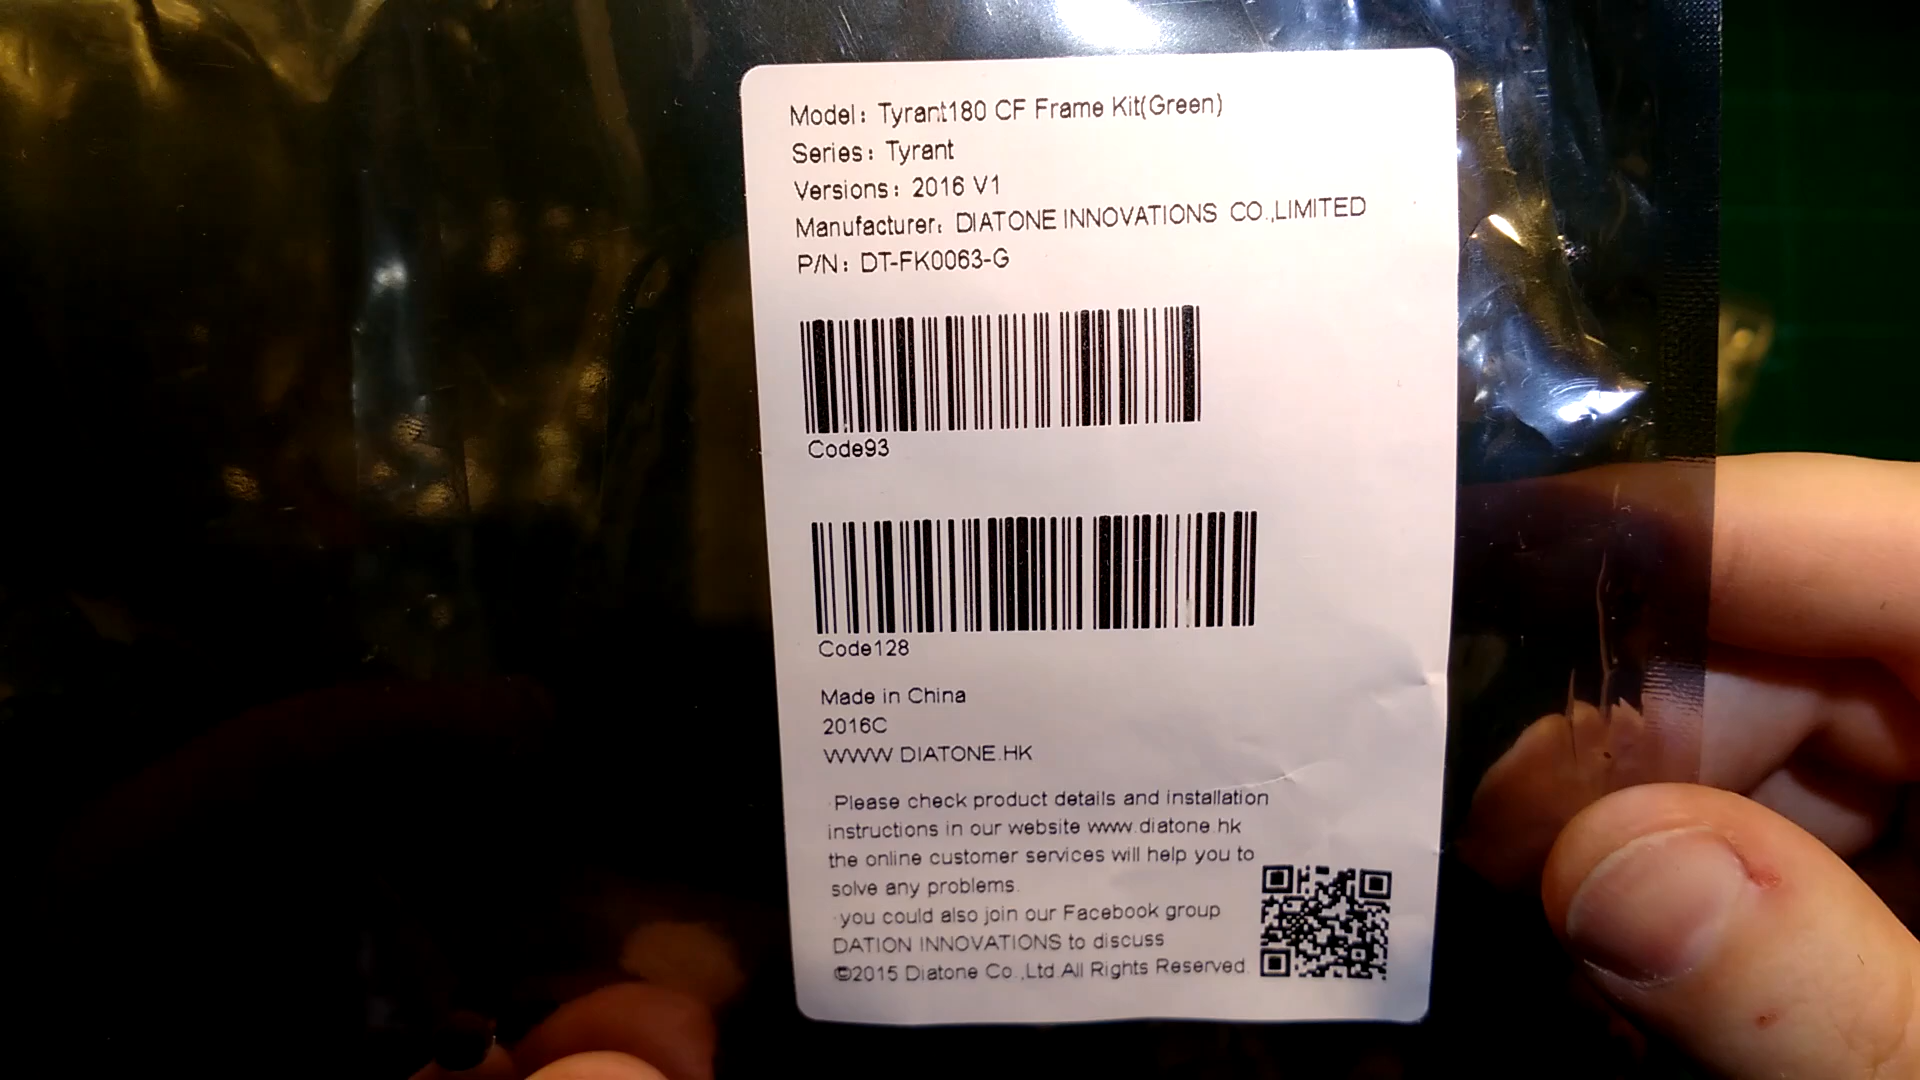 Model: Tyrant180 CF Frame Kit(Green)
Series: Tyrant
Versions: 2016 V1
Manufacturer: DIATONE INNOVATIONS CO.,LIMITED
P/N: DT-FK0063-G
Code93
Code128
Made in China
2016C
WWW.DIATONE.HK
·Please check product details and installation
instructions in our website www.diatone.hk
the online customer services will help you to
solve any problems.
·you could also join our Facebook group
DATION INNOVATIONS to discuss
©2015 Diatone Co.,Ltd.All Rights Reserved.